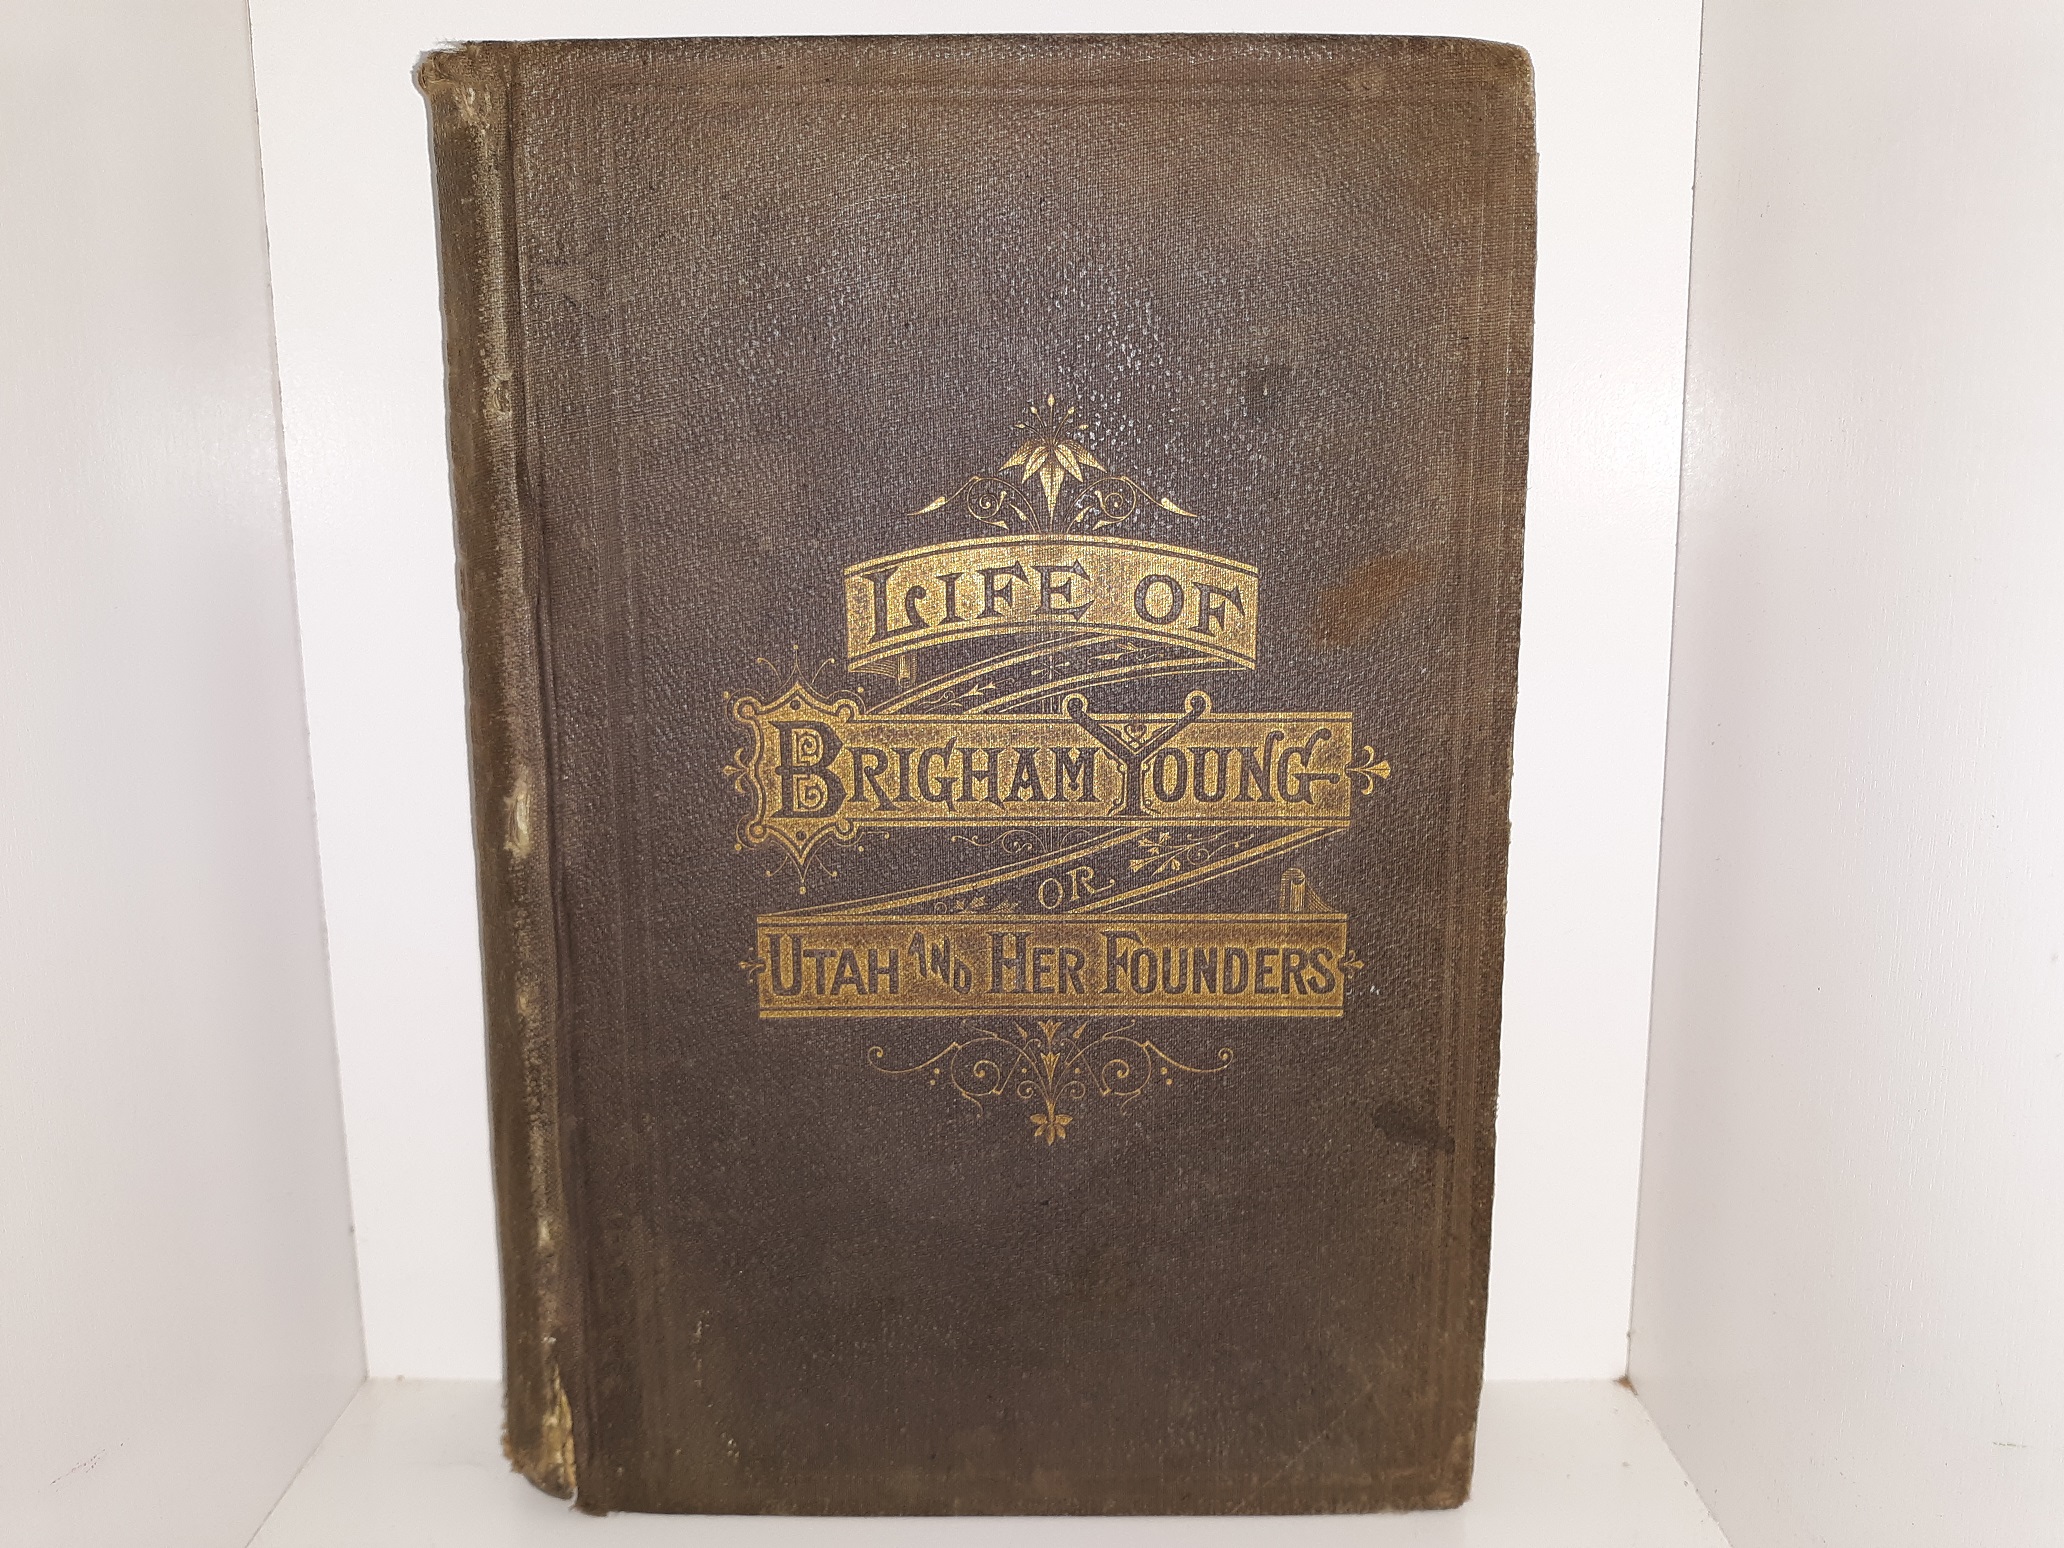 LIFE OF
BRIGHAM YOUNG
OR
UTAH AND HER FOUNDERS